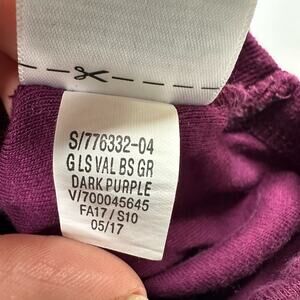 S/776332-04
G LS VAL BS GR
DARK PURPLE
V/700045645
FA17/S10
05/17